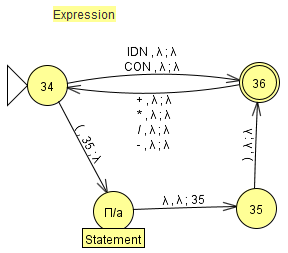 Expression
IDN , λ ; λ
CON , λ ; λ
34
36
+ , λ ; λ
* , λ ; λ
/ , λ ; λ
- , λ ; λ
( , 35 ; λ
) , λ ; λ
П/а
λ , λ ; 35
35
Statement